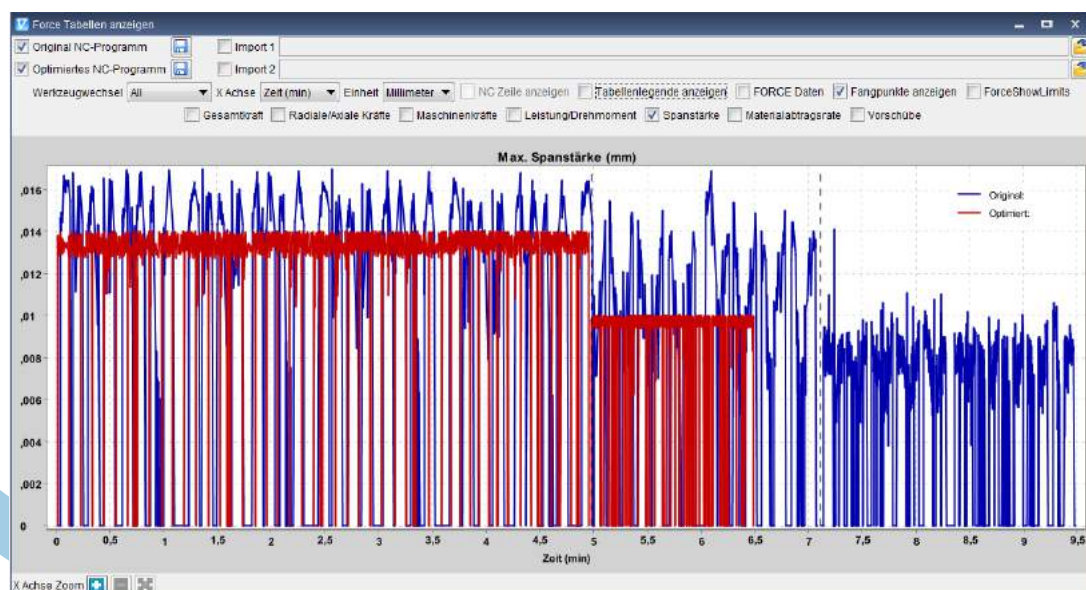 Force Tabellen anzeigen
Original NC-Programm Import 1
Optimiertes NC-Programm Import 2
Werkzeugwechsel All X Achse Zeit (min) Einheit Millimeter NC Zeile anzeigen Tabellenlegende anzeigen FORCE Daten Fangpunkte anzeigen ForceShowLimits
Gesamtkraft Radiale/Axiale Kräfte Maschinenkräfte Leistung/Drehmoment Spanstärke Materialabtragsrate Vorschübe
Max. Spanstärke (mm)
,016
Original:
Optimiert:
,014
,012
,01
,008
,006
,004
,002
0
0 0,5 1 1,5 2 2,5 3 3,5 4 4,5 5 5,5 6 6,5 7 7,5 8 8,5 9 9,5
Zeit (min)
X Achse Zoom